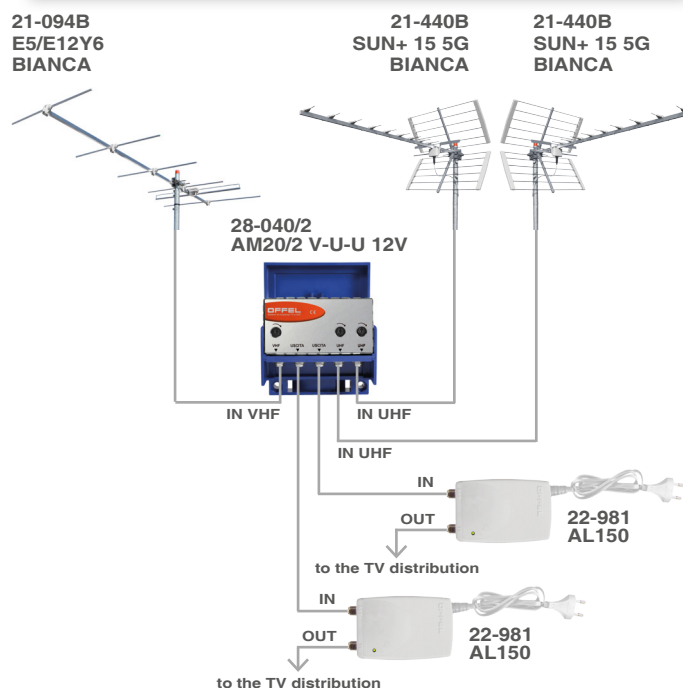 21-094B
E5/E12Y6
BIANCA
21-440B
SUN+ 15 5G
BIANCA
21-440B
SUN+ 15 5G
BIANCA
28-040/2
AM20/2 V-U-U 12V
OFFEL
VHF USCITA USCITA UHF UHF
IN VHF
IN UHF
IN UHF
IN
OUT
22-981
AL150
to the TV distribution
IN
OUT
22-981
AL150
to the TV distribution